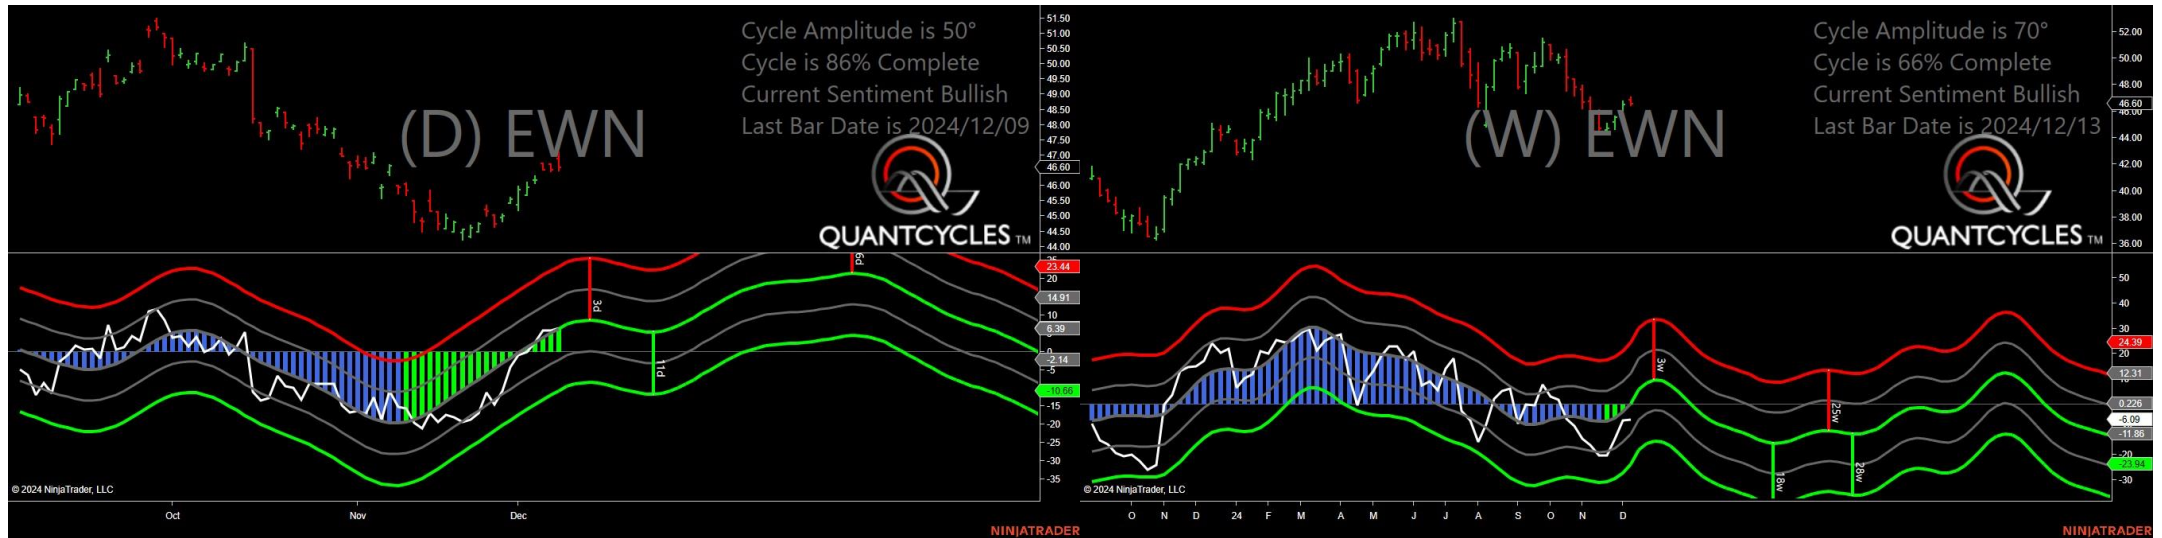 Cycle Amplitude is 50°
Cycle is 86% Complete
Current Sentiment Bullish
Last Bar Date is 2024/12/09
(D) EWN
QUANTCYCLES TM
51.50
51.00
50.50
50.00
49.50
49.00
48.50
48.00
47.50
47.00
46.60
46.00
45.50
45.00
44.50
44.00
23.44
20
14.91
10
6.39
0
-2.14
-5
-10.66
-15
-20
-25
-30
-35
3d
11d
6d
© 2024 NinjaTrader, LLC
Oct
Nov
Dec
NINJATRADER
Cycle Amplitude is 70°
Cycle is 66% Complete
Current Sentiment Bullish
Last Bar Date is 2024/12/13
(W) EWN
QUANTCYCLES TM
52.00
50.00
48.00
46.60
46.00
44.00
42.00
40.00
38.00
36.00
50
40
30
24.39
20
12.31
0.226
-6.09
-11.86
-20
-23.94
-30
3w
25w
18w
28w
© 2024 NinjaTrader, LLC
O N D 24 F M A M J J A S O N D
NINJATRADER